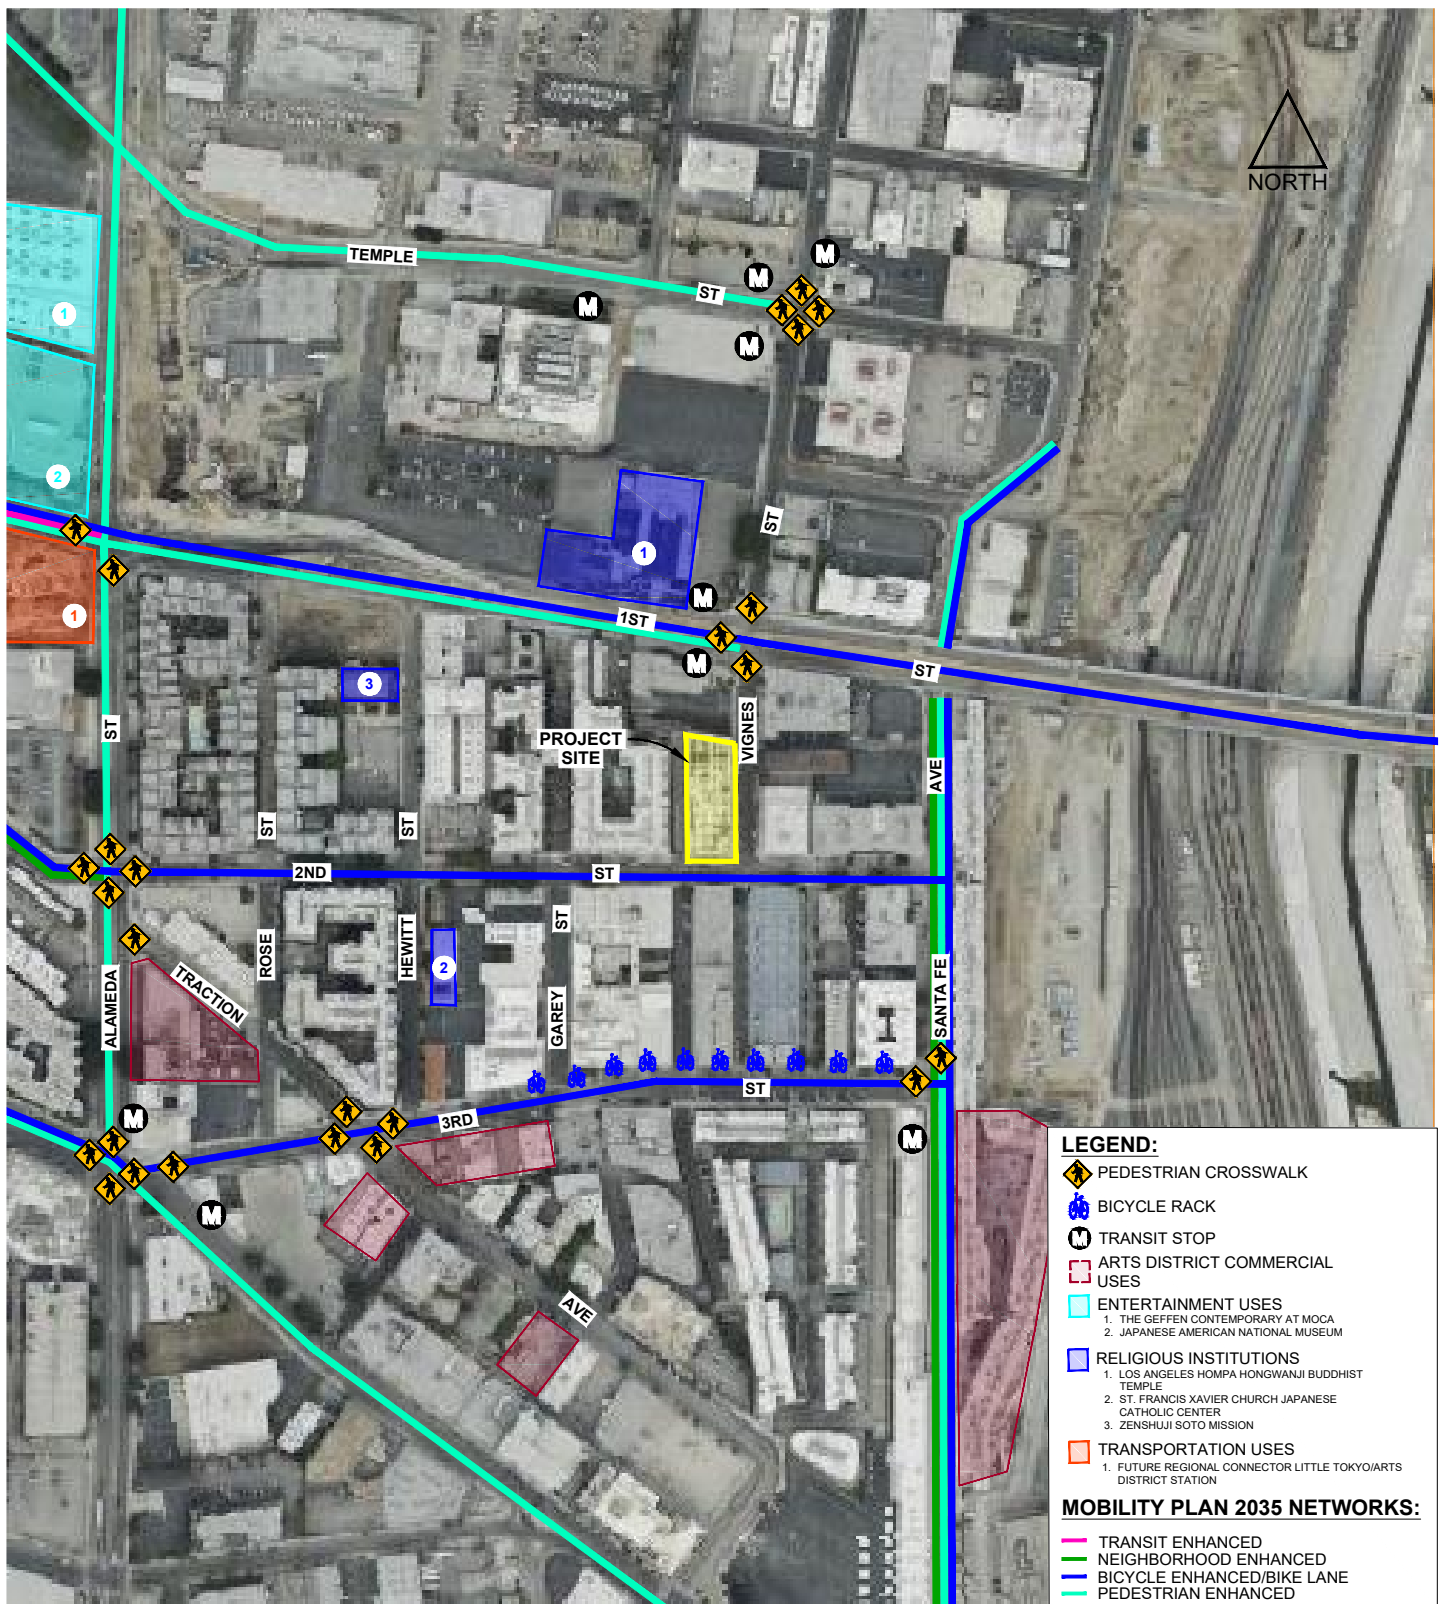 NORTH
TEMPLE
ST
M
M
M
M
1
2
1
1
ST
1ST
M
M
ST
3
ST
PROJECT
SITE
VIGNES
AVE
ST
ST
2ND
ST
ST
ALAMEDA
TRACTION
ROSE
HEWITT
2
GAREY
SANTA FE
ST
3RD
M
M
M
AVE
LEGEND:
PEDESTRIAN CROSSWALK
BICYCLE RACK
M TRANSIT STOP
ARTS DISTRICT COMMERCIAL
USES
ENTERTAINMENT USES
1. THE GEFFEN CONTEMPORARY AT MOCA
2. JAPANESE AMERICAN NATIONAL MUSEUM
RELIGIOUS INSTITUTIONS
1. LOS ANGELES HOMPA HONGWANJI BUDDHIST
TEMPLE
2. ST. FRANCIS XAVIER CHURCH JAPANESE
CATHOLIC CENTER
3. ZENSHUJI SOTO MISSION
TRANSPORTATION USES
1. FUTURE REGIONAL CONNECTOR LITTLE TOKYO/ARTS
DISTRICT STATION
MOBILITY PLAN 2035 NETWORKS:
TRANSIT ENHANCED
NEIGHBORHOOD ENHANCED
BICYCLE ENHANCED/BIKE LANE
PEDESTRIAN ENHANCED